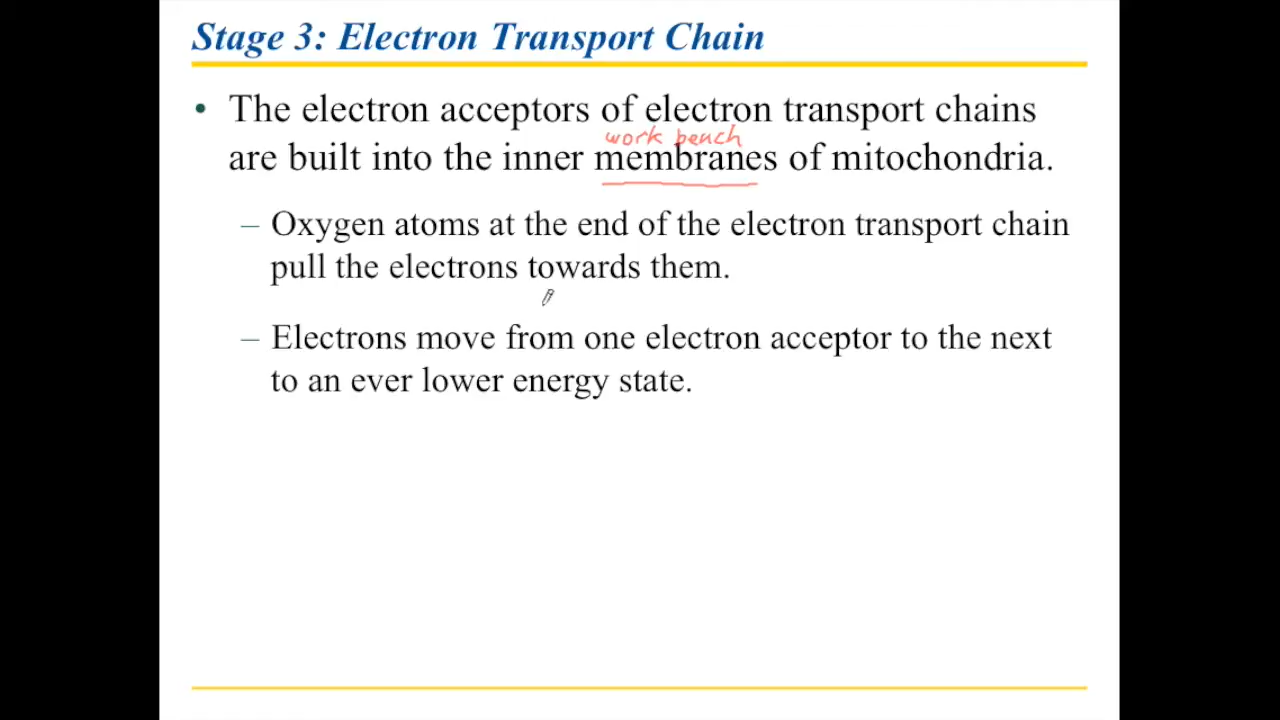 Stage 3: Electron Transport Chain
• The electron acceptors of electron transport chains
work bench
are built into the inner membranes of mitochondria.
– Oxygen atoms at the end of the electron transport chain
pull the electrons towards them.
– Electrons move from one electron acceptor to the next
to an ever lower energy state.